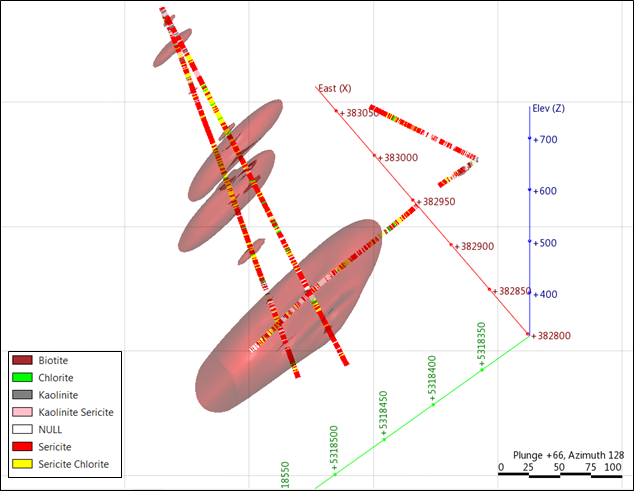 East (X)
Elev (Z)
+383050
+700
+383000
+600
+382950
+500
+382900
+382850
+400
+382800
+5318350
+5318400
+5318450
+5318500
18550
Biotite
Chlorite
Kaolinite
Kaolinite Sericite
NULL
Sericite
Sericite Chlorite
Plunge +66, Azimuth 128
0 25 50 75 100